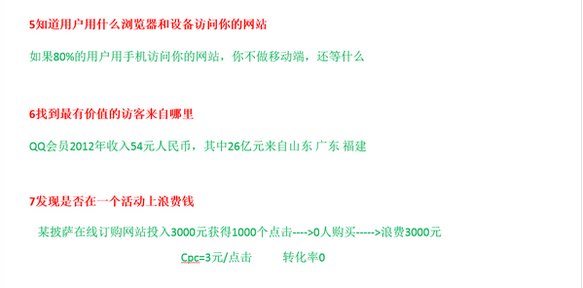 5知道用户用什么浏览器和设备访问你的网站
如果80%的用户用手机访问你的网站，你不做移动端，还等什么
6找到最有价值的访客来自哪里
QQ会员2012年收入54元人民币，其中26亿元来自山东 广东 福建
7发现是否在一个活动上浪费钱
某披萨在线订购网站投入3000元获得1000个点击---->0人购买----->浪费3000元
Cpc=3元/点击 转化率0